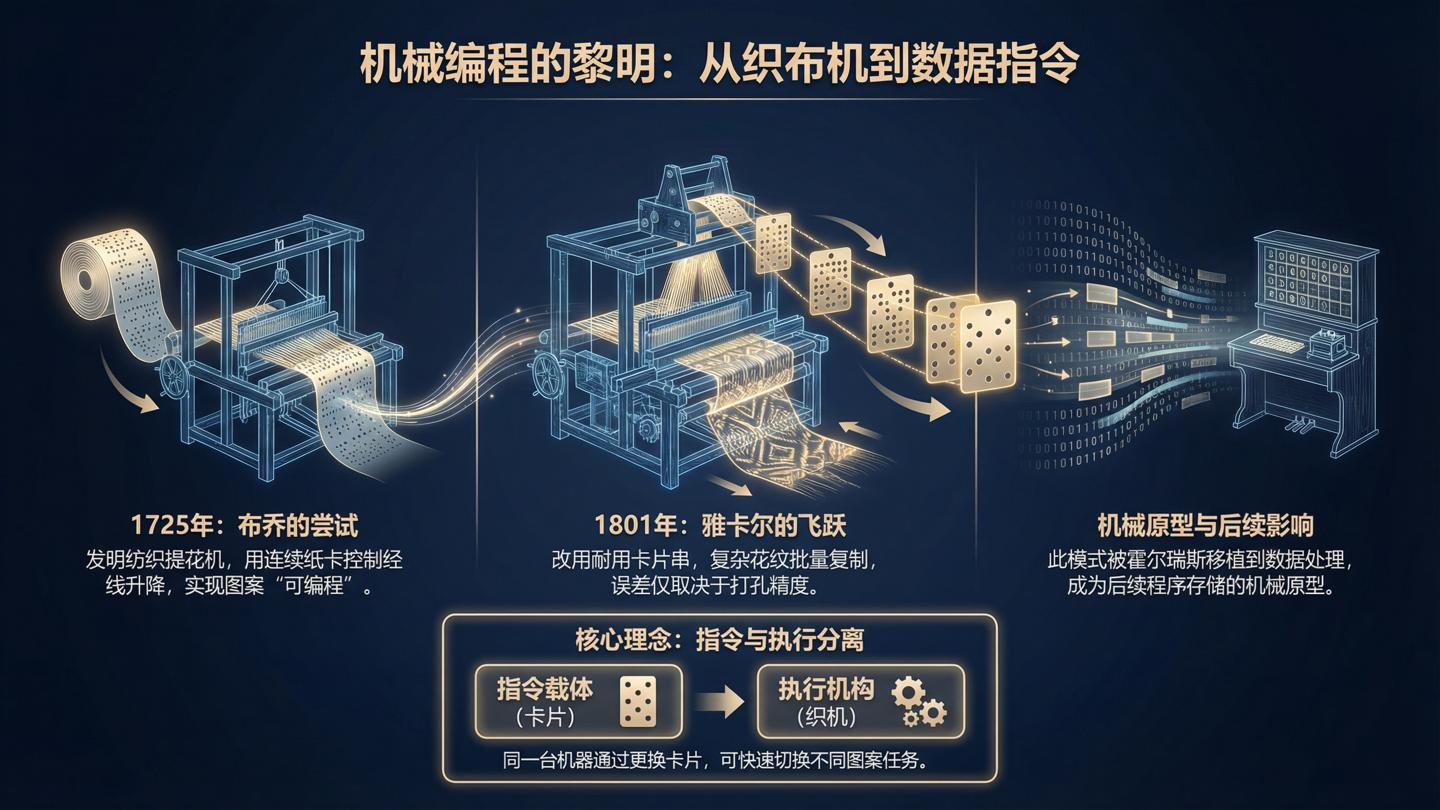 机械编程的黎明：从织布机到数据指令
1725年：布乔的尝试
发明纺织提花机，用连续纸卡控制经
线升降，实现图案“可编程”。
1801年：雅卡尔的飞跃
改用耐用卡片串，复杂花纹批量复制，
误差仅取决于打孔精度。
机械原型与后续影响
此模式被霍尔瑞斯移植到数据处理，
成为后续程序存储的机械原型。
核心理念：指令与执行分离
指令载体
（卡片）
执行机构
（织机）
同一台机器通过更换卡片，可快速切换不同图案任务。